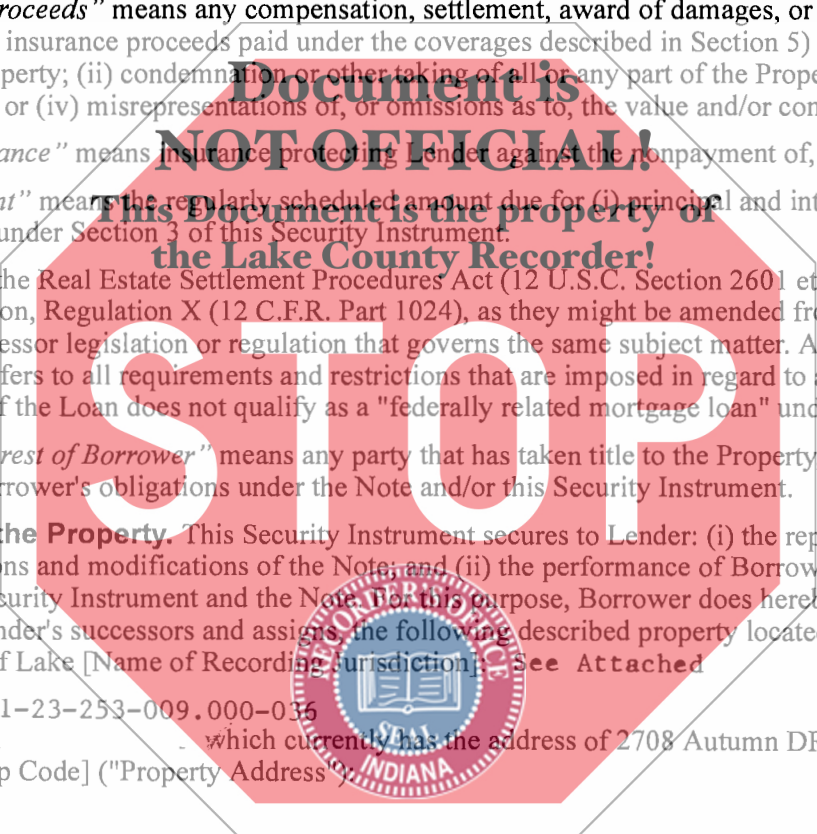 roceeds" means any compensation, settlement, award of damages, or
insurance proceeds paid under the coverages described in Section 5)
perty; (ii) condemnation or other taking of all or any part of the Prope
or (iv) misrepresentations of, or omissions as to, the value and/or con
Document is
NOT OFFICIAL!
This Document is the property of
the Lake County Recorder!
ance" means insurance protecting Lender against the nonpayment of,
nt" means the regularly scheduled amount due for (i) principal and int
under Section 3 of this Security Instrument.
he Real Estate Settlement Procedures Act (12 U.S.C. Section 2601 et
on, Regulation X (12 C.F.R. Part 1024), as they might be amended fr
essor legislation or regulation that governs the same subject matter. A
fers to all requirements and restrictions that are imposed in regard to a
f the Loan does not qualify as a "federally related mortgage loan" und
STOP
rest of Borrower" means any party that has taken title to the Property
rrower's obligations under the Note and/or this Security Instrument.
he Property. This Security Instrument secures to Lender: (i) the rep
ns and modifications of the Note; and (ii) the performance of Borrow
curity Instrument and the Note. For this purpose, Borrower does hereb
nder's successors and assigns, the following described property locate
f Lake [Name of Recording Jurisdiction]: See Attached
RECORDER'S OFFICE
SEAL
INDIANA
1-23-253-009.000-036
which currently has the address of 2708 Autumn DR
p Code] ("Property Address"):